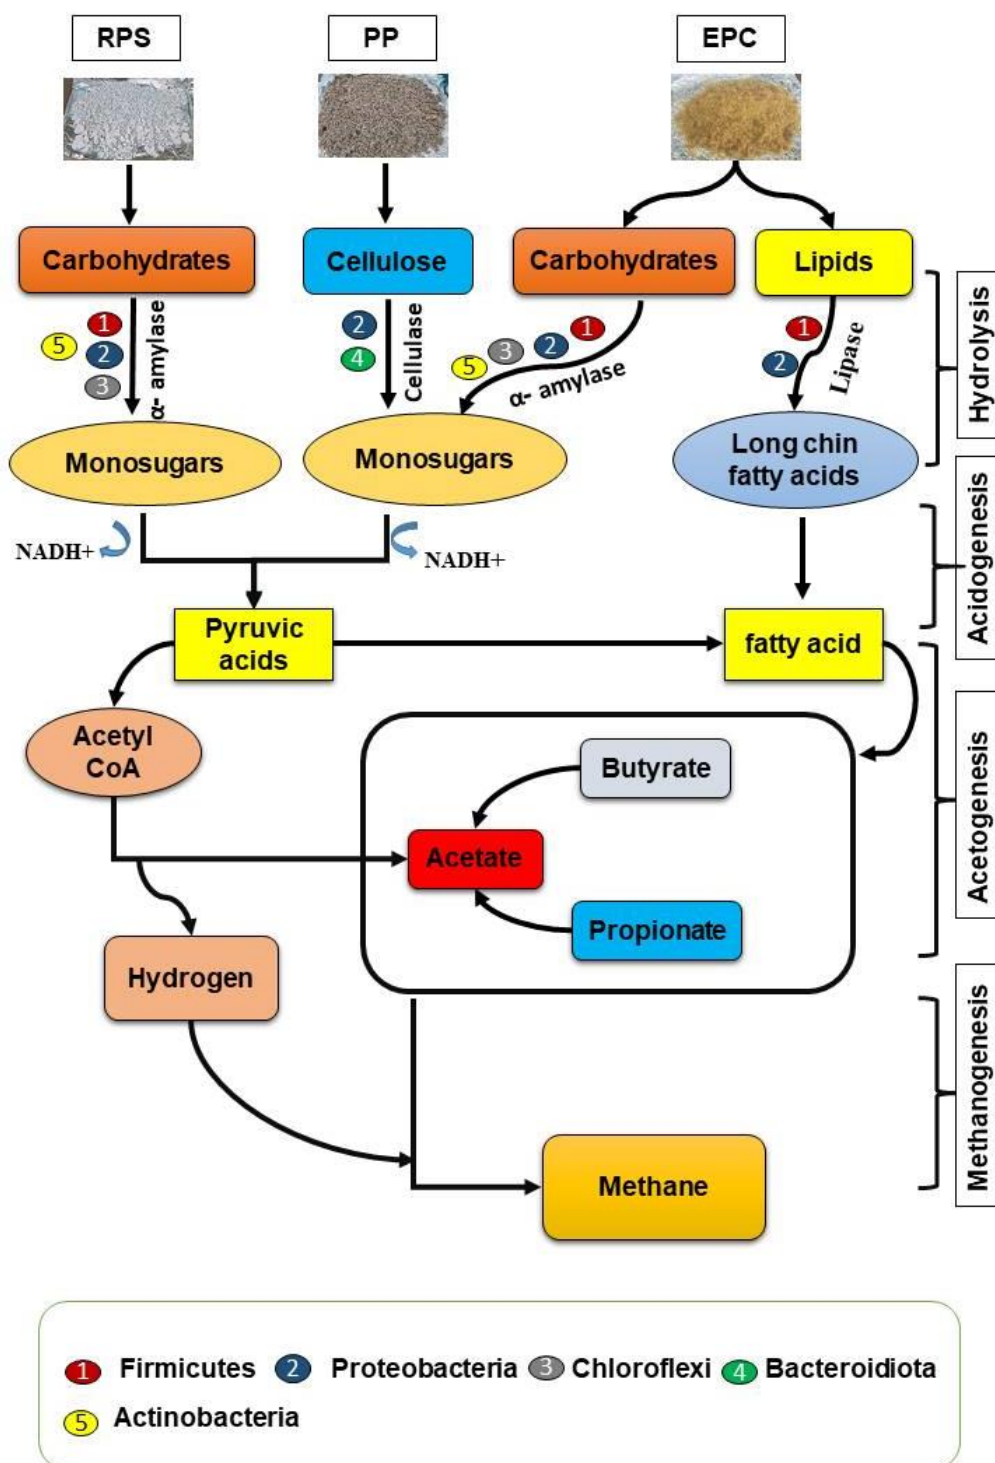 RPS
PP
EPC
Carbohydrates
Cellulose
Carbohydrates
Lipids
1
5
2
3
α- amylase
2
4
Cellulase
1
2
3
5
α- amylase
1
2
Lipase
Hydrolysis
Monosugars
Monosugars
Long chin
fatty acids
NADH+
NADH+
Acidogenesis
Pyruvic
acids
fatty acid
Acetyl
CoA
Butyrate
Acetate
Propionate
Acetogenesis
Hydrogen
Methane
Methanogenesis
1 Firmicutes 2 Proteobacteria 3 Chloroflexi 4 Bacteroidiota
5 Actinobacteria